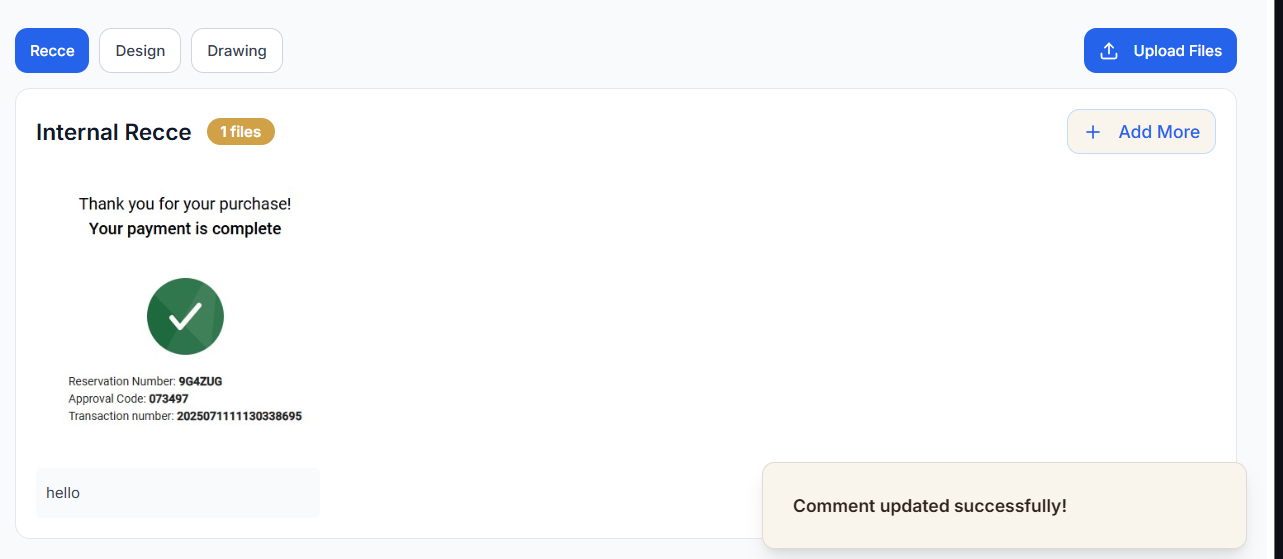 Recce
Design
Drawing
Upload Files
Internal Recce
1 files
Add More
Thank you for your purchase!
Your payment is complete
Reservation Number: 9G4ZUG
Approval Code: 073497
Transaction number: 2025071111130338695
hello
Comment updated successfully!